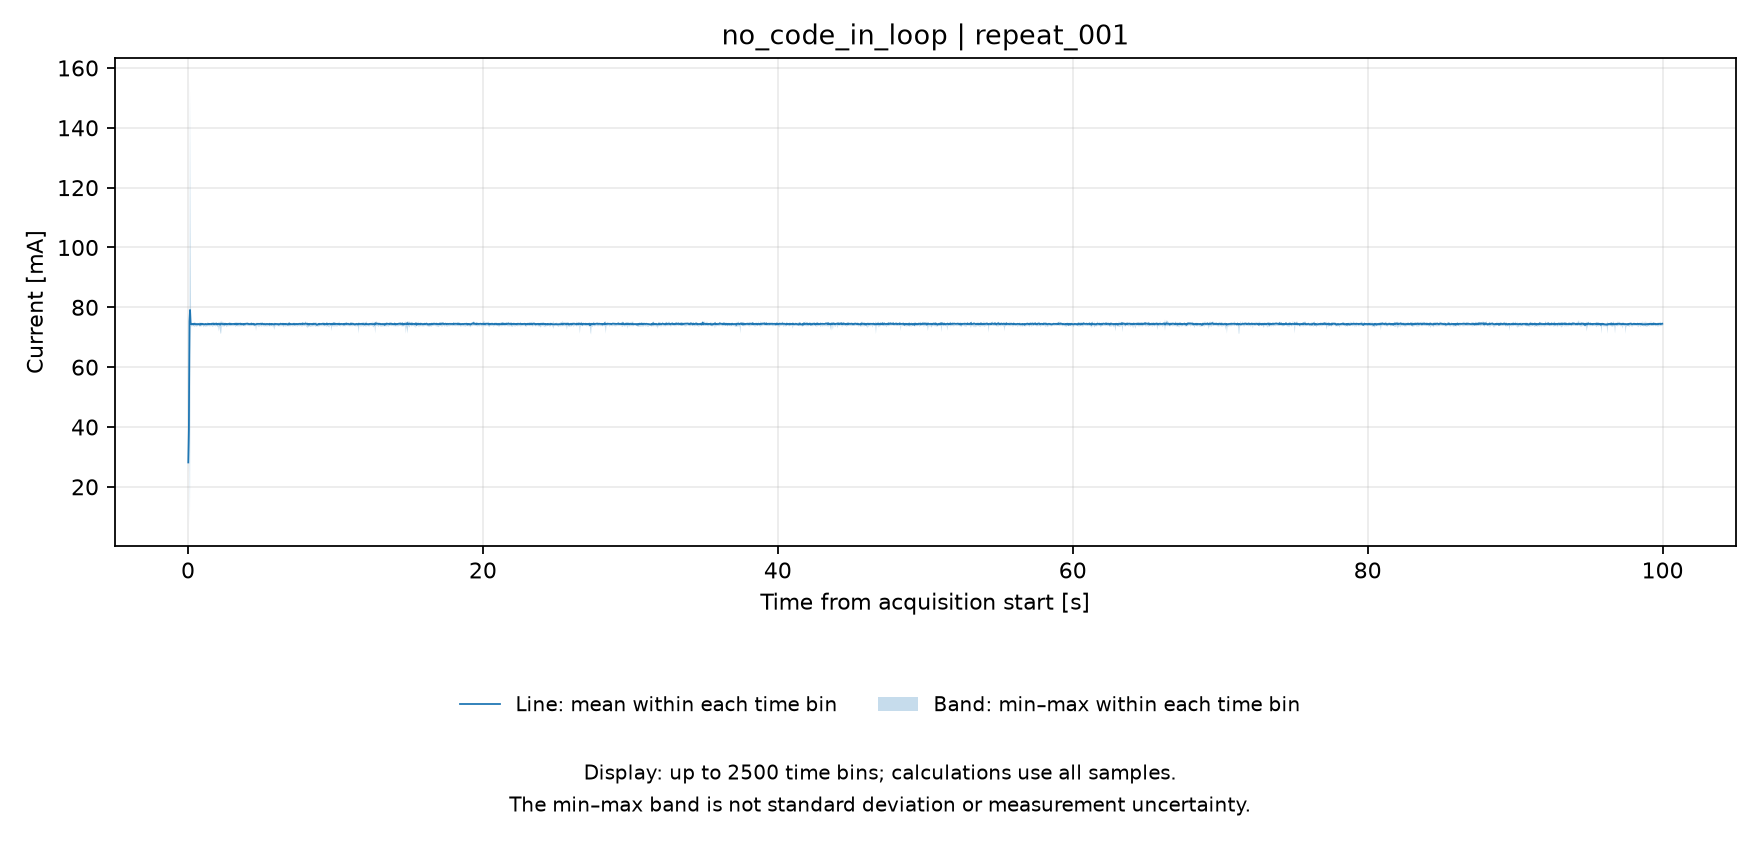 no_code_in_loop | repeat_001
160
140
120
100
80
60
40
20
Current [mA]
0 20 40 60 80 100
Time from acquisition start [s]
Line: mean within each time bin Band: min–max within each time bin
Display: up to 2500 time bins; calculations use all samples.
The min–max band is not standard deviation or measurement uncertainty.